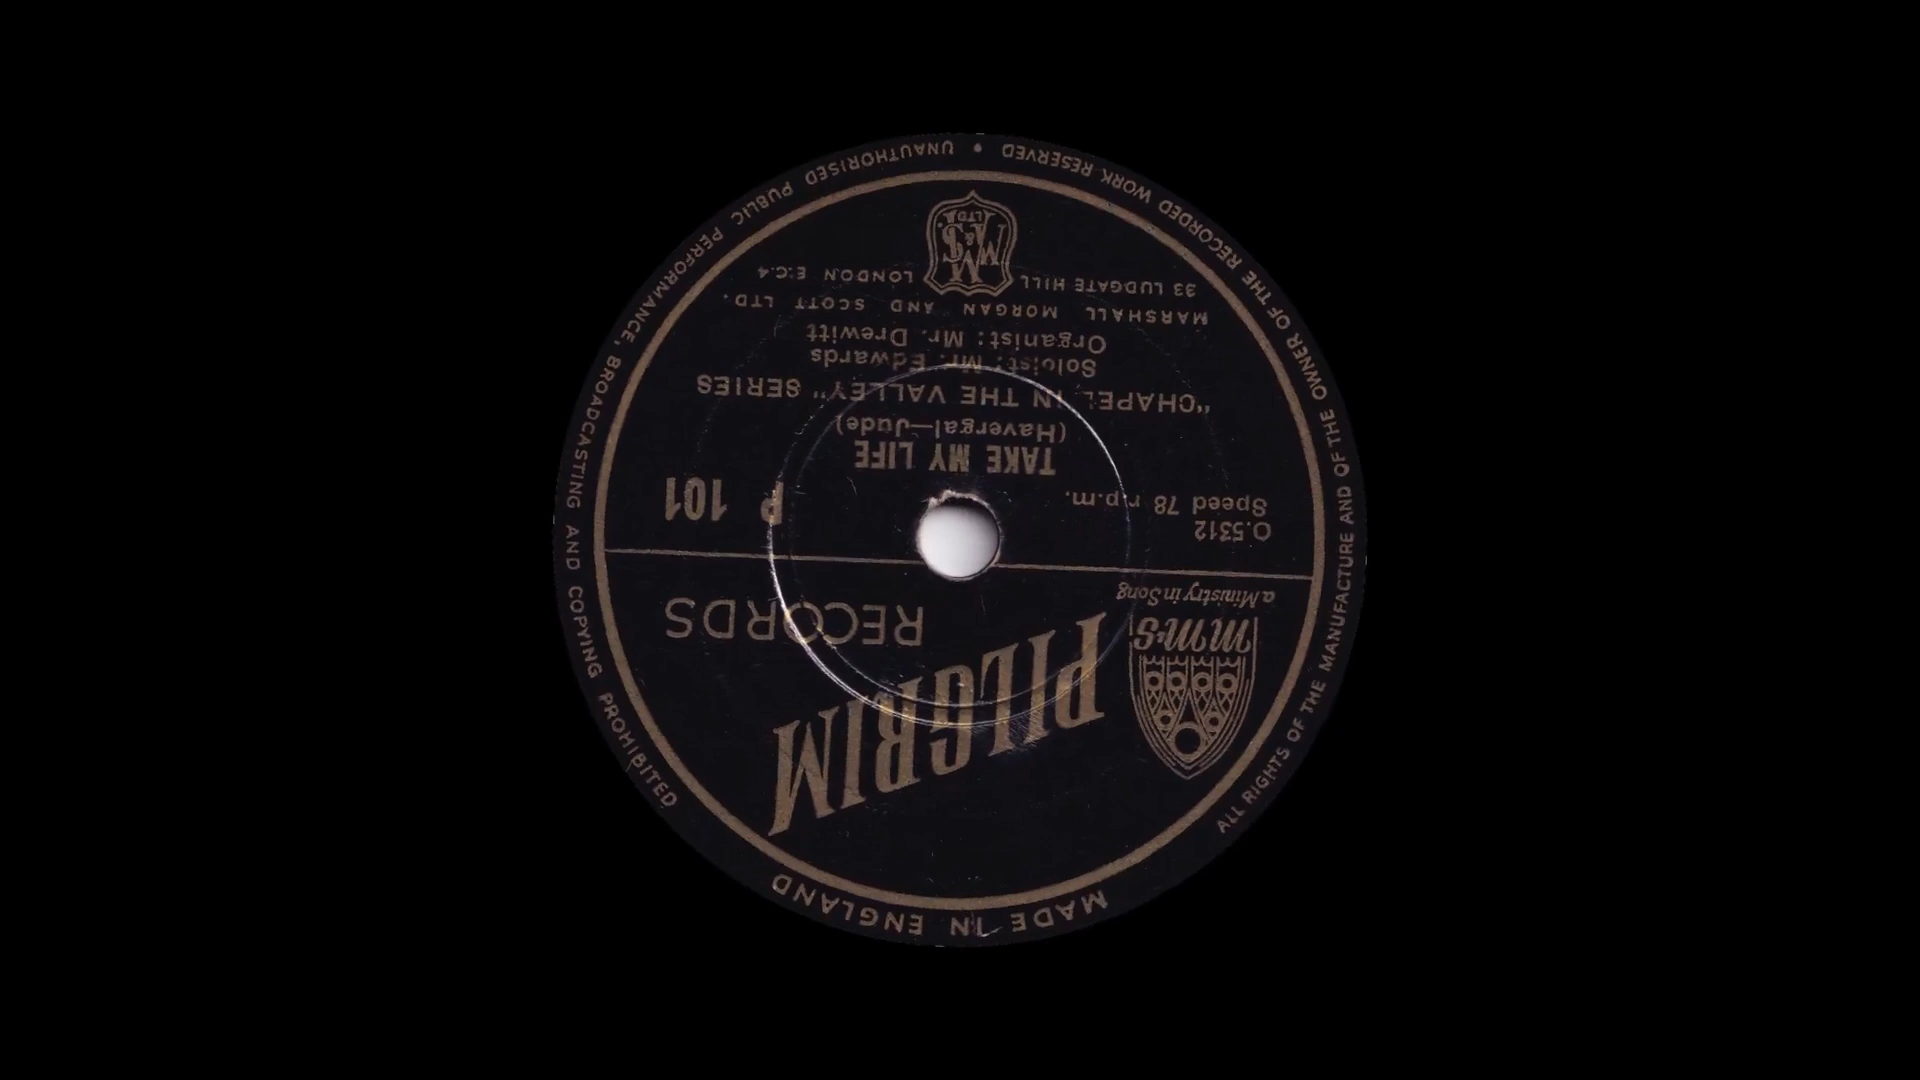 MADE IN ENGLAND
PILGRIM
RECORDS
M.M.&S
a Ministry in Song
O.5312
Speed 78 r.p.m.
P 101
TAKE MY LIFE
(Havergal—Jude)
"CHAPEL IN THE VALLEY" SERIES
Soloist: Mr. Edwards
Organist: Mr. Drewitt
MARSHALL MORGAN AND SCOTT LTD.
33 LUDGATE HILL LONDON E.C.4
M M & S. LTD.
ALL RIGHTS OF THE MANUFACTURE AND OF THE OWNER OF THE RECORDED WORK RESERVED • UNAUTHORISED PUBLIC PERFORMANCE, BROADCASTING AND COPYING PROHIBITED